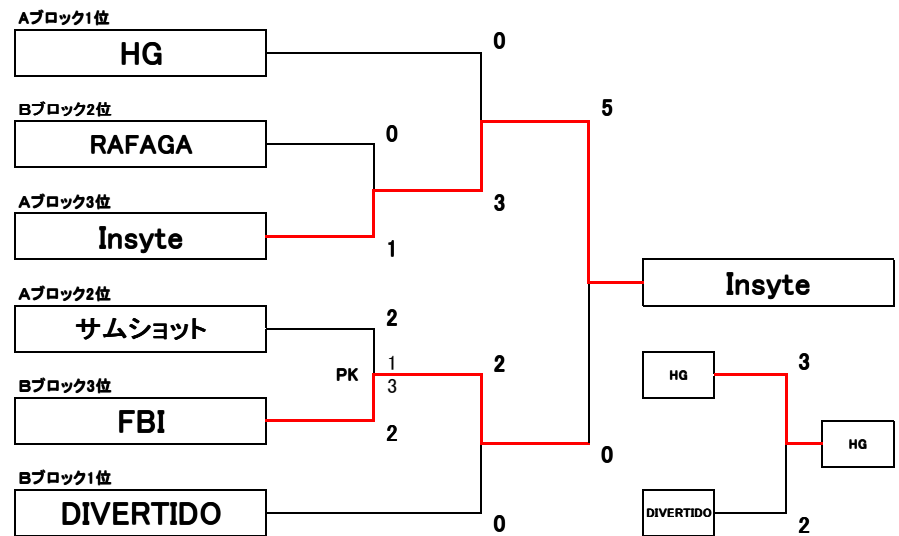 Aブロック1位
HG
0
5
Bブロック2位
RAFAGA
0
Aブロック3位
Insyte
3
1
Insyte
Aブロック2位
サムショット
2
PK
1
3
2
Bブロック3位
FBI
2
0
Bブロック1位
DIVERTIDO
0
HG
3
HG
DIVERTIDO
2